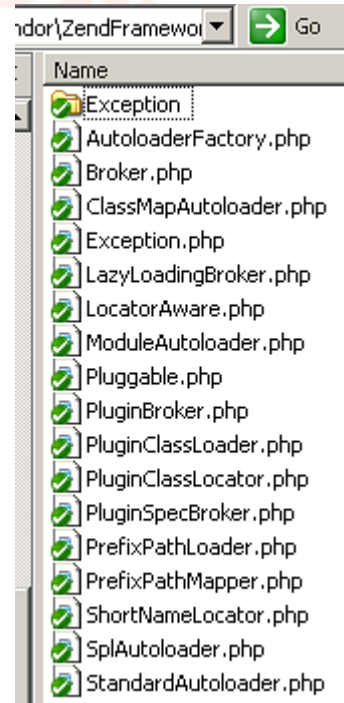 ndor\ZendFramewor
Go
Name
Exception
AutoloaderFactory.php
Broker.php
ClassMapAutoloader.php
Exception.php
LazyLoadingBroker.php
LocatorAware.php
ModuleAutoloader.php
Pluggable.php
PluginBroker.php
PluginClassLoader.php
PluginClassLocator.php
PluginSpecBroker.php
PrefixPathLoader.php
PrefixPathMapper.php
ShortNameLocator.php
SplAutoloader.php
StandardAutoloader.php